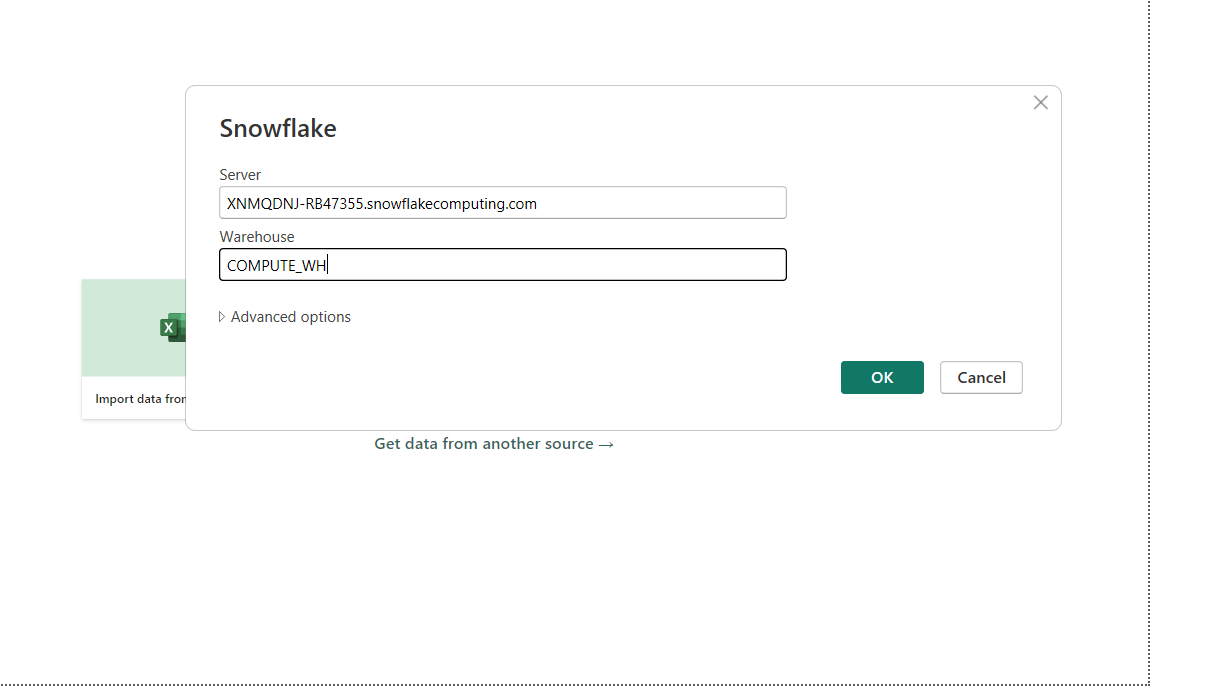 Snowflake
Server
XNMQDNJ-RB47355.snowflakecomputing.com
Warehouse
COMPUTE_WH
Advanced options
OK
Cancel
X
Import data fron
Get data from another source →